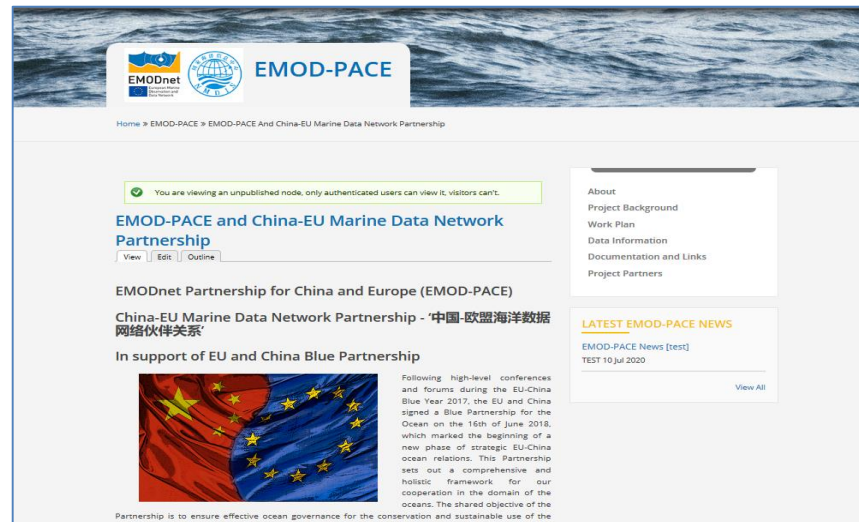 EMODnet
European Marine
Observation and
Data Network
NMDIS
EMOD-PACE
Home » EMOD-PACE » EMOD-PACE And China-EU Marine Data Network Partnership
You are viewing an unpublished node, only authenticated users can view it, visitors can't.
EMOD-PACE and China-EU Marine Data Network
Partnership
View Edit Outline
EMODnet Partnership for China and Europe (EMOD-PACE)
China-EU Marine Data Network Partnership - ‘中国-欧盟海洋数据
网络伙伴关系’
In support of EU and China Blue Partnership
Following high-level conferences
and forums during the EU-China
Blue Year 2017, the EU and China
signed a Blue Partnership for the
Ocean on the 16th of June 2018,
which marked the beginning of a
new phase of strategic EU-China
ocean relations. This Partnership
sets out a comprehensive and
holistic framework for our
cooperation in the domain of the
oceans. The shared objective of the
Partnership is to ensure effective ocean governance for the conservation and sustainable use of the
About
Project Background
Work Plan
Data Information
Documentation and Links
Project Partners
LATEST EMOD-PACE NEWS
EMOD-PACE News [test]
TEST 10 Jul 2020
View All